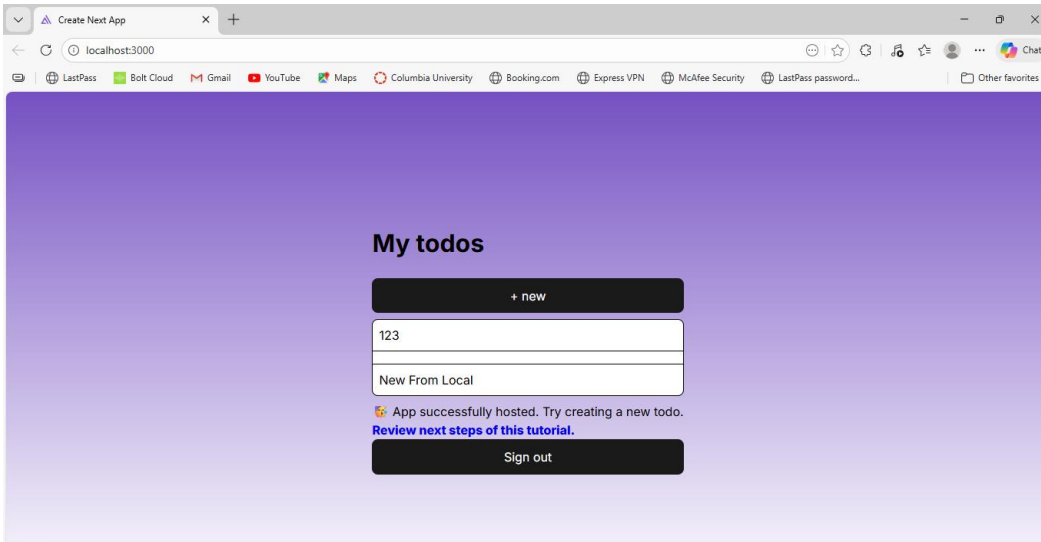 Create Next App
localhost:3000
Chat
LastPass Bolt Cloud Gmail YouTube Maps Columbia University Booking.com Express VPN McAfee Security LastPass password... Other favorites
My todos
+ new
123
New From Local
🥳 App successfully hosted. Try creating a new todo.
Review next steps of this tutorial.
Sign out